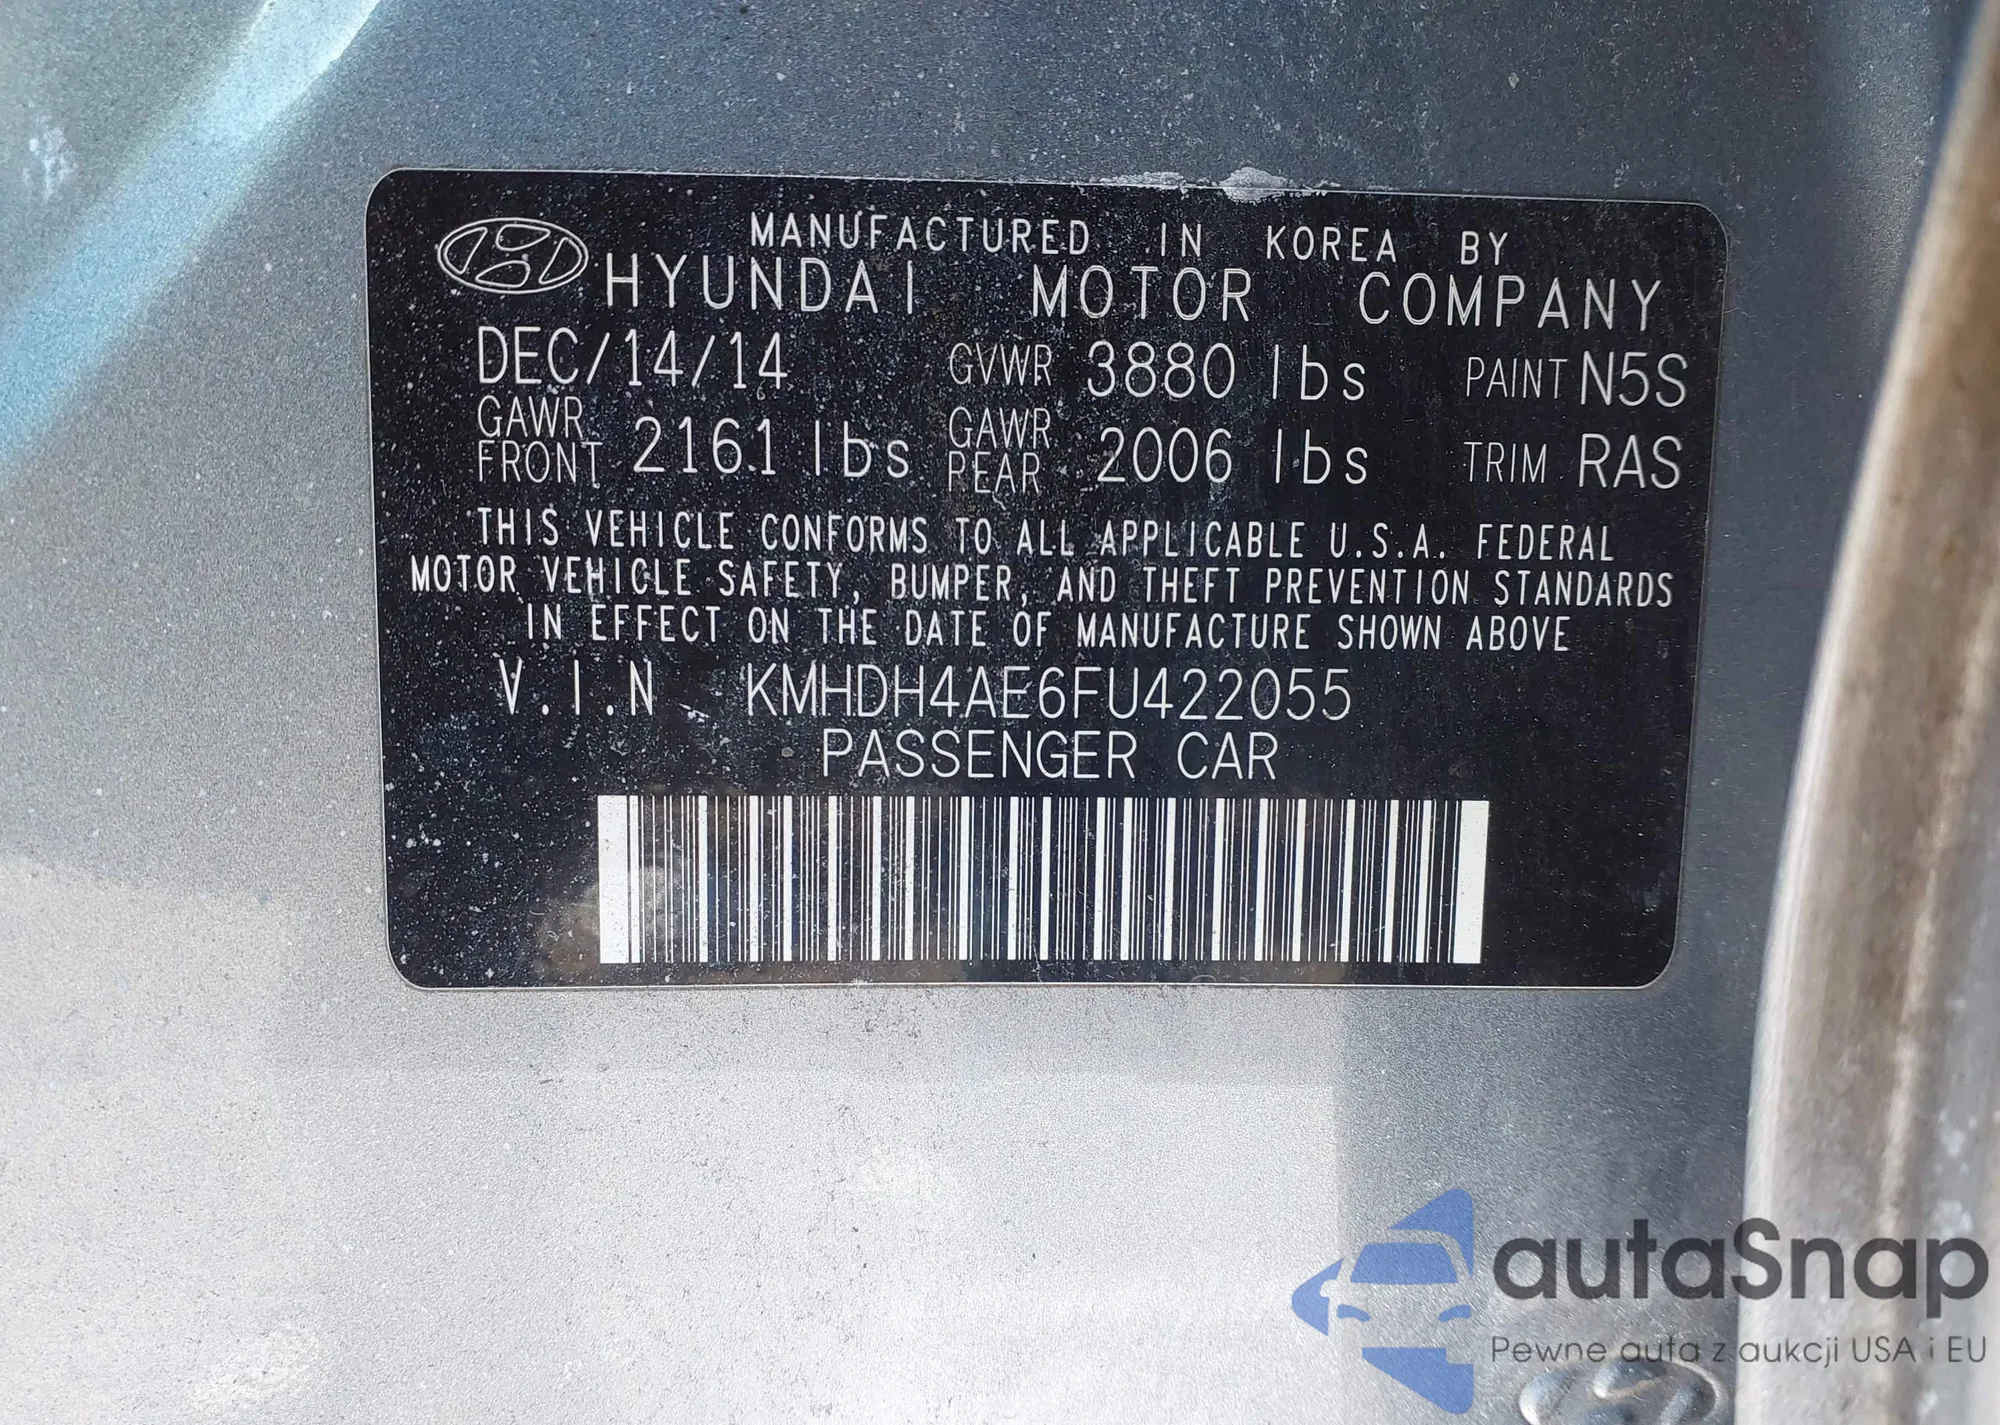 MANUFACTURED IN KOREA BY
HYUNDAI MOTOR COMPANY
DEC/14/14 GVWR 3880 lbs PAINT N5S
GAWR FRONT 2161 lbs GAWR REAR 2006 lbs TRIM RAS
THIS VEHICLE CONFORMS TO ALL APPLICABLE U.S.A. FEDERAL
MOTOR VEHICLE SAFETY, BUMPER, AND THEFT PREVENTION STANDARDS
IN EFFECT ON THE DATE OF MANUFACTURE SHOWN ABOVE
V.I.N KMHDH4AE6FU422055
PASSENGER CAR
autaSnap
Pewne auta z aukcji USA i EU